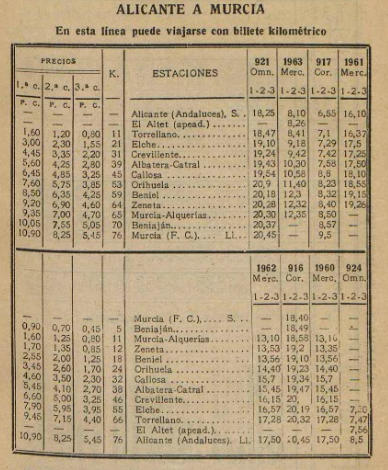 ALICANTE A MURCIA
En esta línea puede viajarse con billete kilométrico
PRECIOS K. ESTACIONES 921 1963 917 1961
1.ª c. 2.ª c. 3.ª c. Omn. Merc. Cor. Merc.
P. C. P. C. P. C. 1-2-3 1-2-3 1-2-3 1-2-3
— — — — Alicante (Andaluces), S. . 18,25 8,10 6,55 16,10
— — — — El Altet (apead.) — 8,26 — —
1,60 1,20 0,80 11 Torrellano. 18,47 8,41 7,1 16,37
3,00 2,30 1,55 21 Elche. 19,10 9,18 7,29 17,5
4,45 3,35 2,20 31 Crevillente. 19,24 9,42 7,42 17,25
5,60 4,25 2,80 39 Albatera-Catral 19,43 10,30 7,58 17,50
6,45 4,85 3,25 45 Callosa 19,54 10,58 8,8 18,10
7,60 5,75 3,85 53 Orihuela 20,9 11,40 8,23 18,55
8,50 6,35 4,25 59 Beniel 20,18 12,3 8,32 19,15
9,20 6,90 4,60 64 Zeneta 20,28 12,32 8,40 19,26
9,35 7,00 4,70 65 Murcia-Alquerías 20,30 12,35 8,50
10,05 7,55 5,05 70 Beniaján. 20,37 — 8,57
10,90 8,25 5,45 76 Murcia (F. C.) Ll. 20,45 — 9,5
1962 916 1960 924
Merc. Cor. Merc. Omn.
1-2-3 1-2-3 1-2-3 1-2-3
— — — — Murcia (F. C.) S. — 18,40 — —
0,90 0,70 0,45 5 Beniaján. — 18,49 — —
1,60 1,25 0,80 11 Murcia-Alquerías 13,10 18,58 13,10 —
1,70 1,35 0,85 12 Zeneta 13,53 19,2 13,35 —
2,55 2,00 1,25 18 Beniel 13,56 19,10 13,56 —
3,45 2,60 1,70 24 Orihuela 14,40 19,23 14,40 —
4,60 3,50 2,30 32 Callosa 15,7 19,34 15,7 —
5,45 4,10 2,70 38 Albatera-Catral 15,45 19,47 15,45 —
6,60 5,00 3,25 46 Crevillente 16,15 20, 16,15 —
7,90 5,95 3,95 55 Elche 16,57 20,19 16,57
9,45 7,15 4,40 66 Torrellano. 17,28 20,32 17,28 7,47
— — — — El Altet (apead.) — — — 7,56
10,90 8,25 5,45 76 Alicante (Andaluces). Ll. 17,50 17,50 8,5